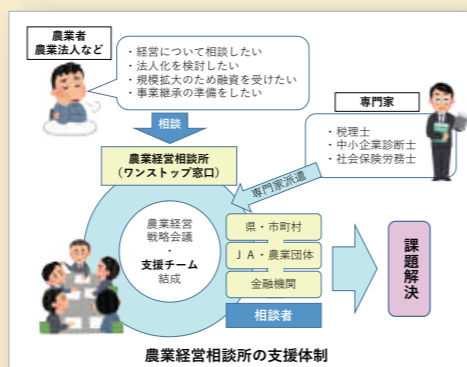 農業者
農業法人など
・経営について相談したい
・法人化を検討したい
・規模拡大のため融資を受けたい
・事業継承の準備をしたい
専門家
・税理士
・中小企業診断士
・社会保険労務士
相談
農業経営相談所
（ワンストップ窓口）
専門家派遣
農業経営
戦略会議
・
支援チーム
結成
県・市町村
ＪＡ・農業団体
金融機関
相談者
課題解決
農業経営相談所の支援体制